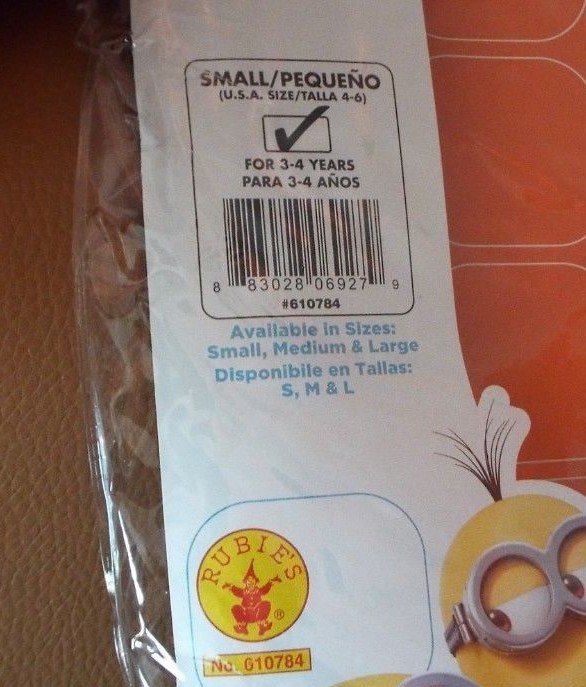 SMALL/PEQUEÑO
(U.S.A. SIZE/TALLA 4-6)
FOR 3-4 YEARS
PARA 3-4 AÑOS
8 83028 06927 9
#610784
Available in Sizes:
Small, Medium & Large
Disponibile en Tallas:
S, M & L
RUBIE'S
®
No. 610784